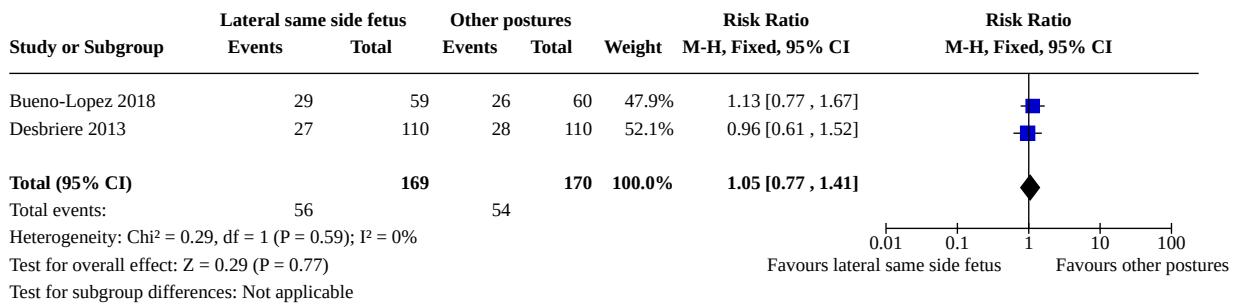 Lateral same side fetus Other postures Risk Ratio Risk Ratio
Study or Subgroup Events Total Events Total Weight M-H, Fixed, 95% CI M-H, Fixed, 95% CI
Bueno-Lopez 2018 29 59 26 60 47.9% 1.13 [0.77 , 1.67]
Desbriere 2013 27 110 28 110 52.1% 0.96 [0.61 , 1.52]
Total (95% CI) 169 170 100.0% 1.05 [0.77 , 1.41]
Total events: 56 54
Heterogeneity: Chi² = 0.29, df = 1 (P = 0.59); I² = 0%
0.01 0.1 1 10 100
Test for overall effect: Z = 0.29 (P = 0.77) Favours lateral same side fetus Favours other postures
Test for subgroup differences: Not applicable